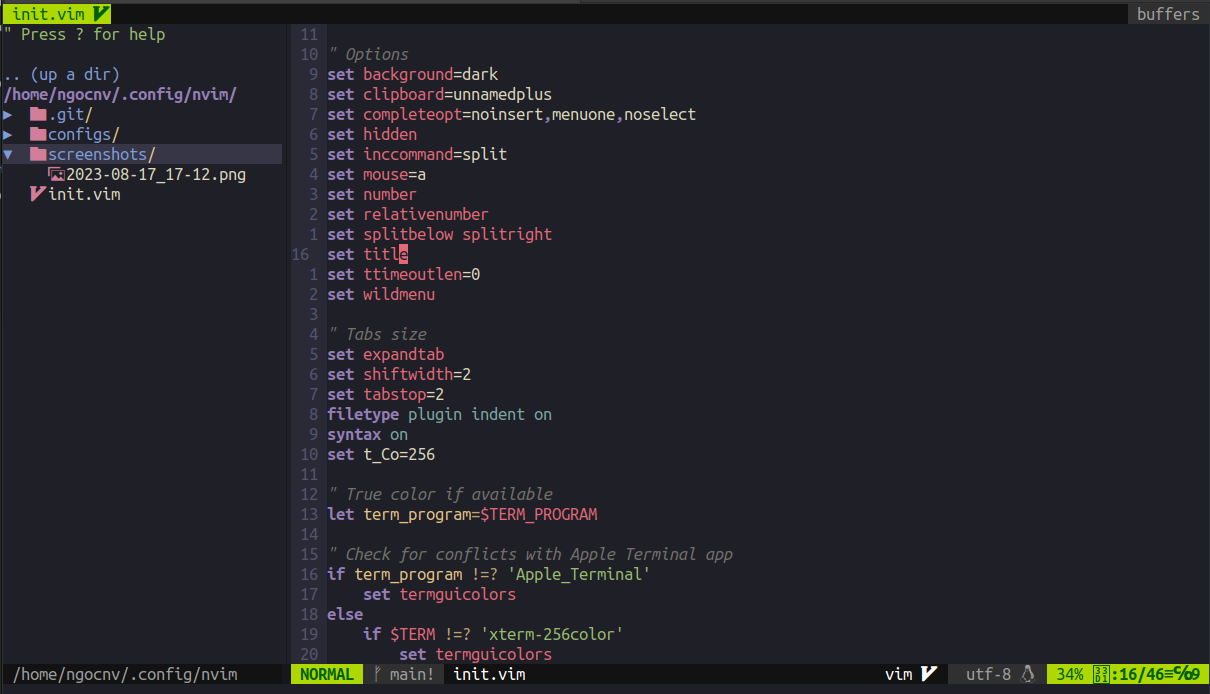 init.vim
buffers
" Press ? for help
.. (up a dir)
/home/ngocnv/.config/nvim/
▶ .git/
▶ configs/
▼ screenshots/
2023-08-17_17-12.png
init.vim
/home/ngocnv/.config/nvim
11
10 " Options
9 set background=dark
8 set clipboard=unnamedplus
7 set completeopt=noinsert,menuone,noselect
6 set hidden
5 set inccommand=split
4 set mouse=a
3 set number
2 set relativenumber
1 set splitbelow splitright
16 set title
1 set ttimeoutlen=0
2 set wildmenu
3
4 " Tabs size
5 set expandtab
6 set shiftwidth=2
7 set tabstop=2
8 filetype plugin indent on
9 syntax on
10 set t_Co=256
11
12 " True color if available
13 let term_program=$TERM_PROGRAM
14
15 " Check for conflicts with Apple Terminal app
16 if term_program !=? 'Apple_Terminal'
17 set termguicolors
18 else
19 if $TERM !=? 'xterm-256color'
20 set termguicolors
NORMAL main! init.vim vim utf-8 34% :16/46≡℅:9